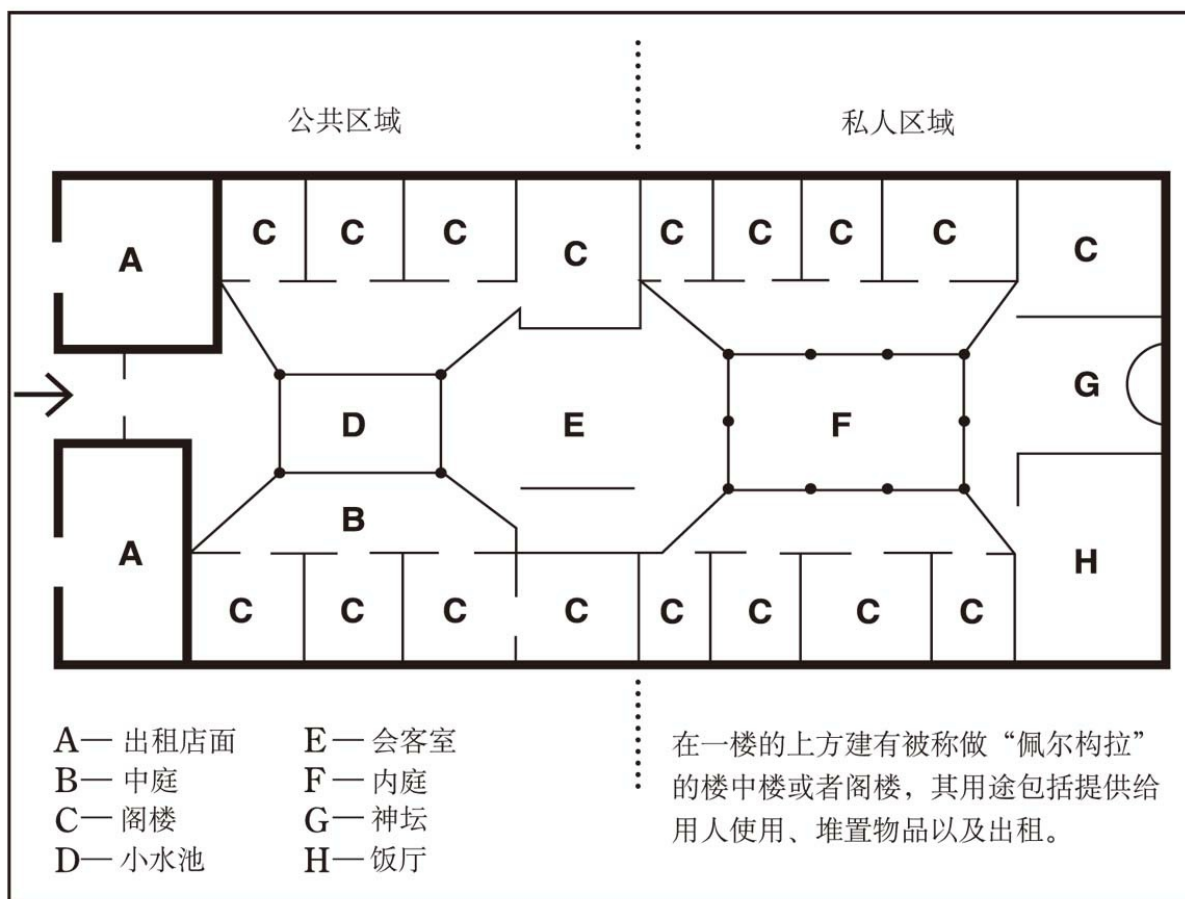 公共区域
私人区域
A
C
C
C
C
C
C
C
C
C
D
E
F
G
B
A
H
C
C
C
C
C
C
C
C
A— 出租店面
B— 中庭
C— 阁楼
D— 小水池
E— 会客室
F— 内庭
G— 神坛
H— 饭厅
在一楼的上方建有被称做“佩尔构拉”
的楼中楼或者阁楼，其用途包括提供给
用人使用、堆置物品以及出租。